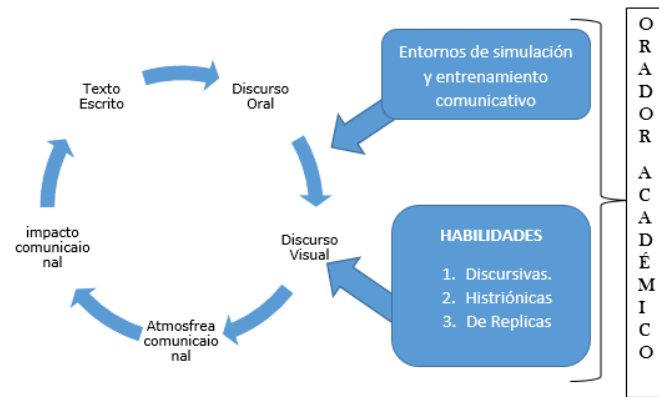 Texto
Escrito
Discurso
Oral
Discurso
Visual
Atmosfrea
comunicaio
nal
impacto
comunicaio
nal
Entornos de simulación
y entrenamiento
comunicativo
HABILIDADES
1. Discursivas.
2. Histriónicas
3. De Replicas
O
R
A
D
O
R
A
C
A
D
É
M
I
C
O